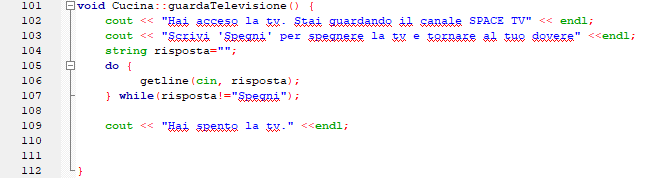 101 void Cucina::guardaTelevisione() {
102 cout << "Hai acceso la tv. Stai guardando il canale SPACE TV" << endl;
103 cout << "Scrivi 'Spegni' per spegnere la tv e tornare al tuo dovere" <<endl;
104 string risposta="";
105 do {
106 getline(cin, risposta);
107 } while(risposta!="Spegni");
108
109 cout << "Hai spento la tv." <<endl;
110
111
112 }